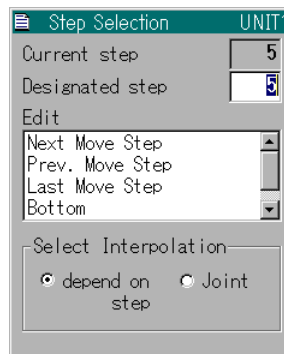 Step Selection UNIT1
Current step 5
Designated step 5
Edit
Next Move Step
Prev. Move Step
Last Move Step
Bottom
Select Interpolation
depend on step Joint